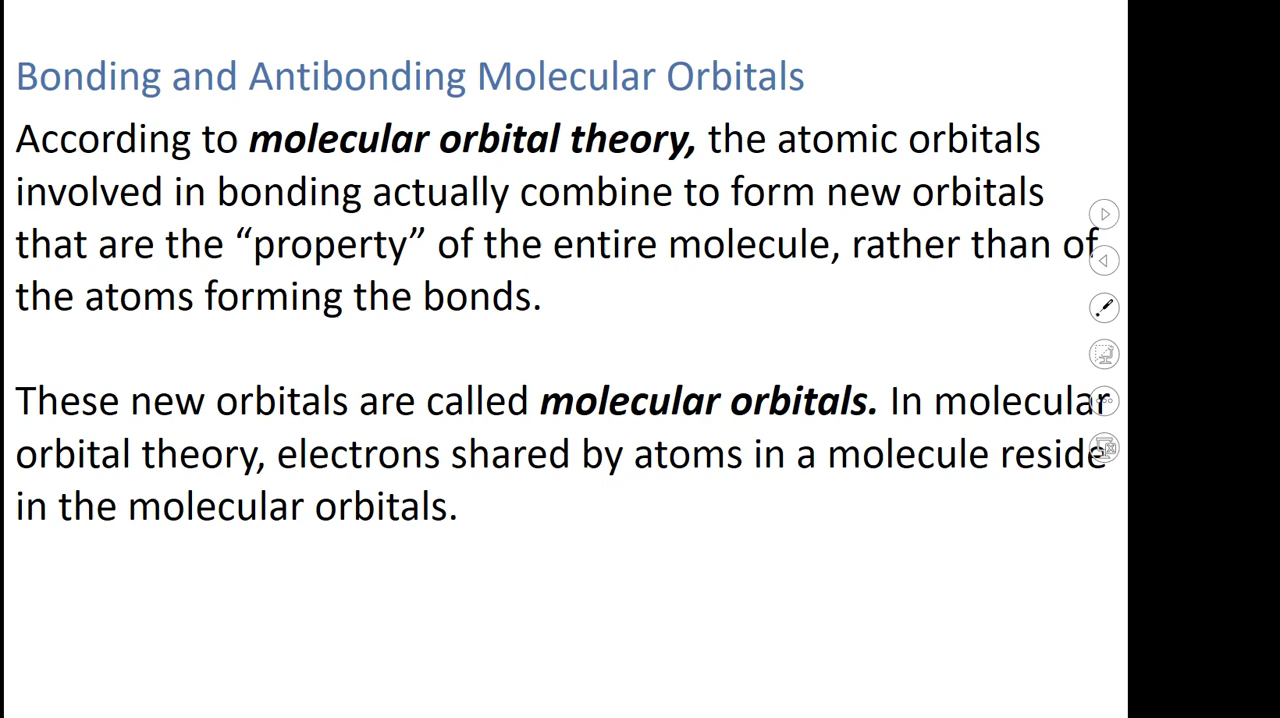 Bonding and Antibonding Molecular Orbitals
According to molecular orbital theory, the atomic orbitals
involved in bonding actually combine to form new orbitals
that are the “property” of the entire molecule, rather than of
the atoms forming the bonds.
These new orbitals are called molecular orbitals. In molecular
orbital theory, electrons shared by atoms in a molecule reside
in the molecular orbitals.